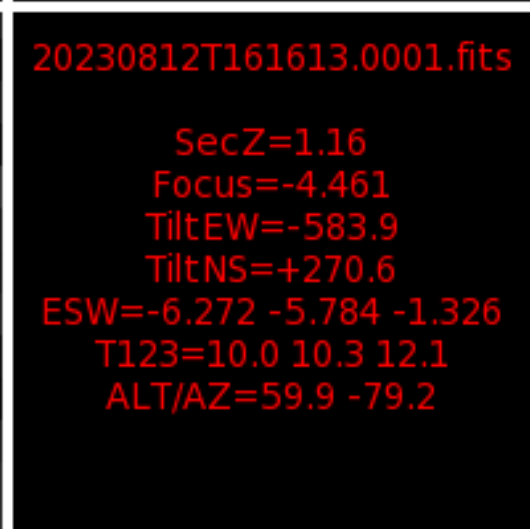 20230812T161613.0001.fits
SecZ=1.16
Focus=-4.461
TiltEW=-583.9
TiltNS=+270.6
ESW=-6.272 -5.784 -1.326
T123=10.0 10.3 12.1
ALT/AZ=59.9 -79.2